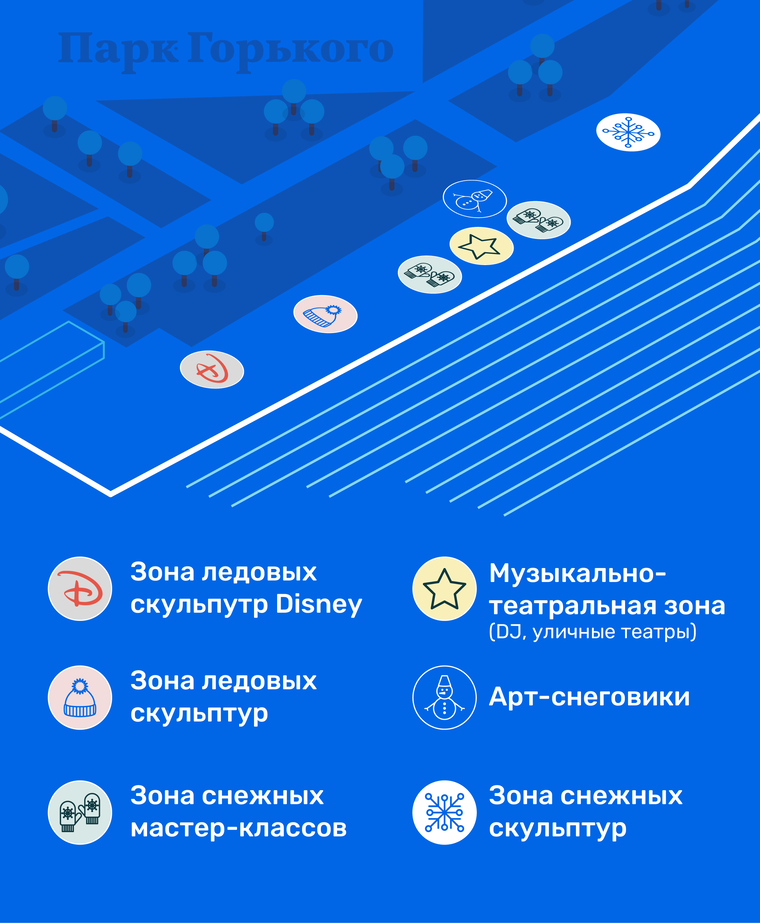 Парк Горького
Зона ледовых
скульпутр Disney
Музыкально-
театральная зона
(DJ, уличные театры)
Зона ледовых
скульптур
Арт-снеговики
Зона снежных
мастер-классов
Зона снежных
скульптур